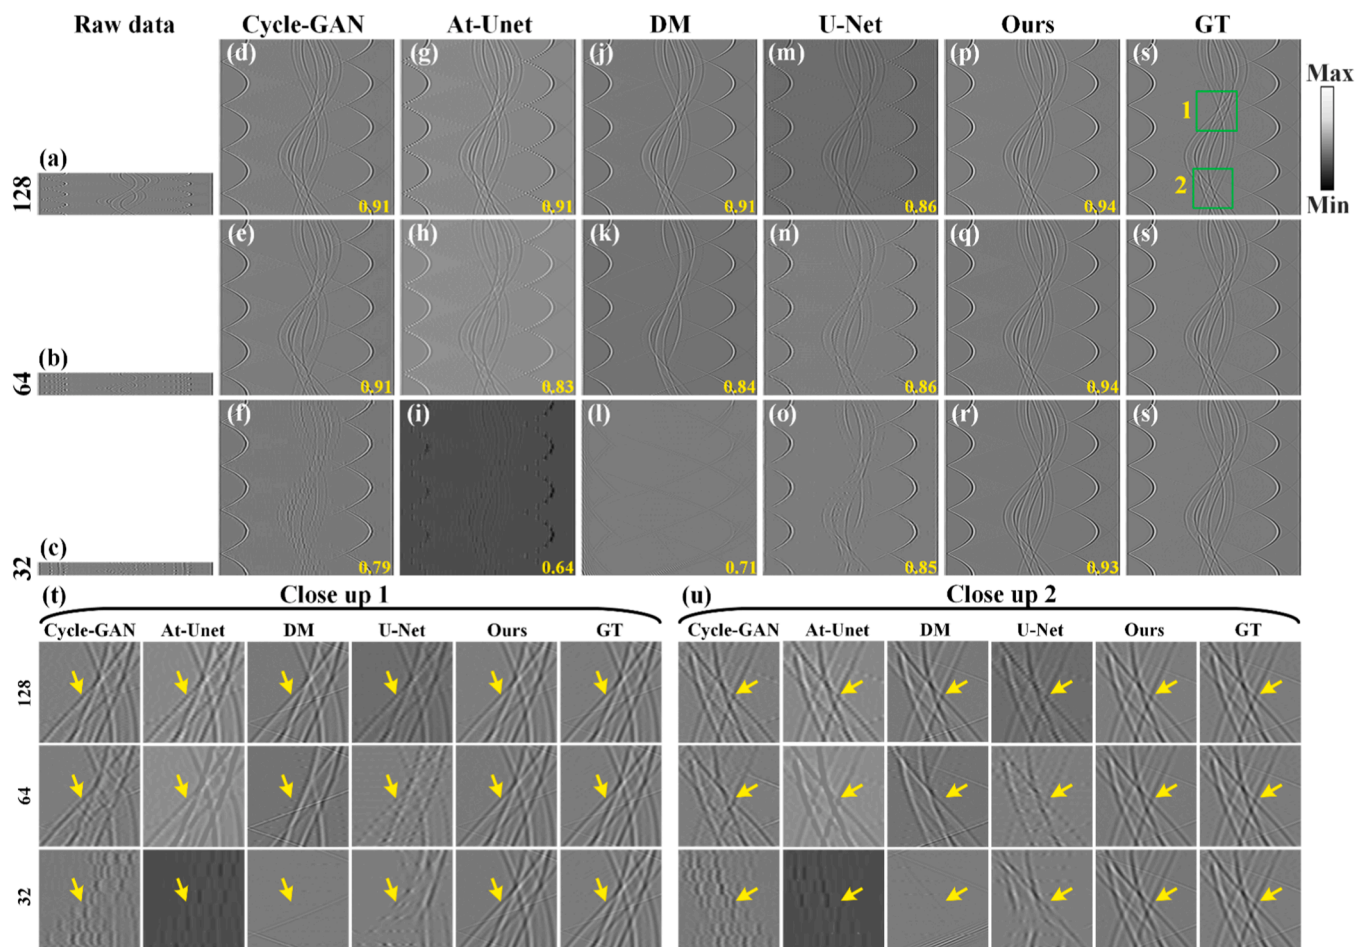 Raw data Cycle-GAN At-Unet DM U-Net Ours GT
(d) (g) (j) (m) (p) (s)
Max
1
(a)
128
2
Min
0.91 0.91 0.91 0.86 0.94
(e) (h) (k) (n) (q) (s)
(b)
64
0.91 0.83 0.84 0.86 0.94
(f) (i) (l) (o) (r) (s)
(c)
32
0.79 0.64 0.71 0.85 0.93
(t) Close up 1 (u) Close up 2
Cycle-GAN At-Unet DM U-Net Ours GT Cycle-GAN At-Unet DM U-Net Ours GT
128
64
32